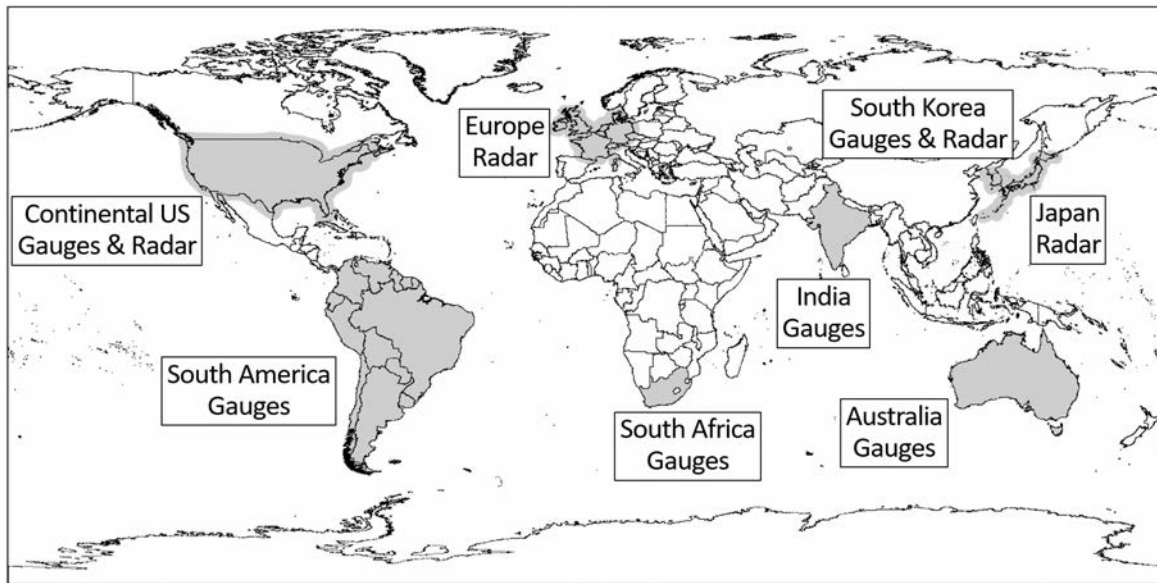 Europe
Radar
South Korea
Gauges & Radar
Continental US
Gauges & Radar
Japan
Radar
India
Gauges
South America
Gauges
South Africa
Gauges
Australia
Gauges